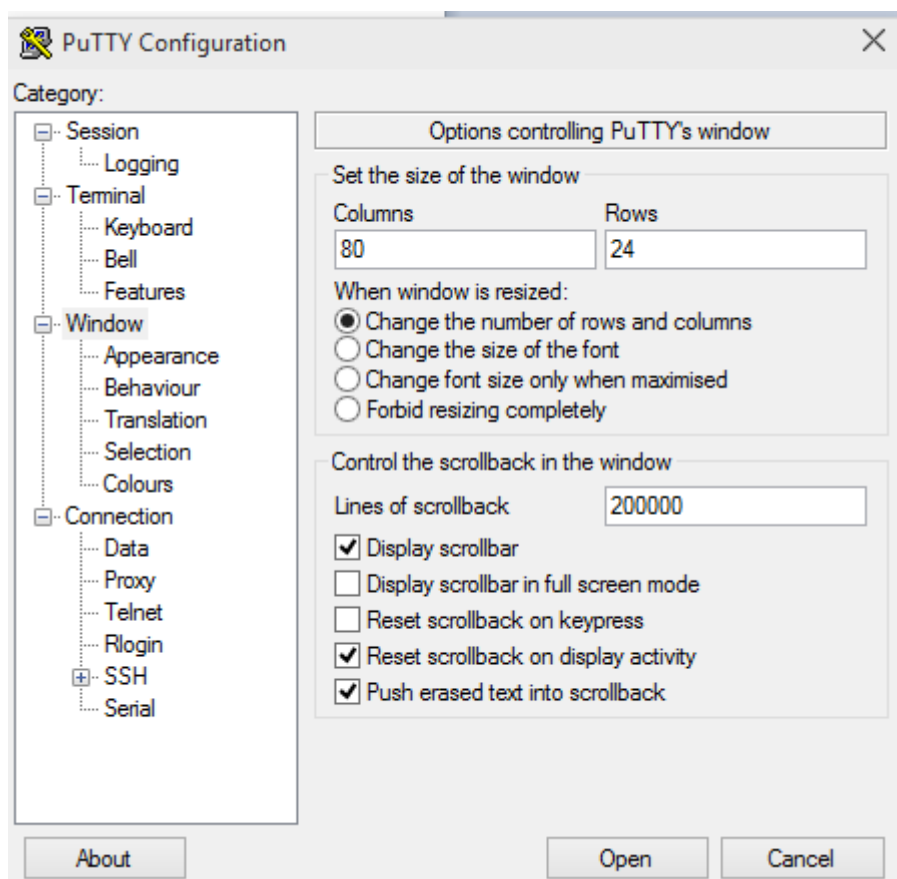 PuTTY Configuration
Category:
Session
Logging
Terminal
Keyboard
Bell
Features
Window
Appearance
Behaviour
Translation
Selection
Colours
Connection
Data
Proxy
Telnet
Rlogin
SSH
Serial
Options controlling PuTTY's window
Set the size of the window
Columns Rows
80 24
When window is resized:
Change the number of rows and columns
Change the size of the font
Change font size only when maximised
Forbid resizing completely
Control the scrollback in the window
Lines of scrollback 200000
Display scrollbar
Display scrollbar in full screen mode
Reset scrollback on keypress
Reset scrollback on display activity
Push erased text into scrollback
About Open Cancel